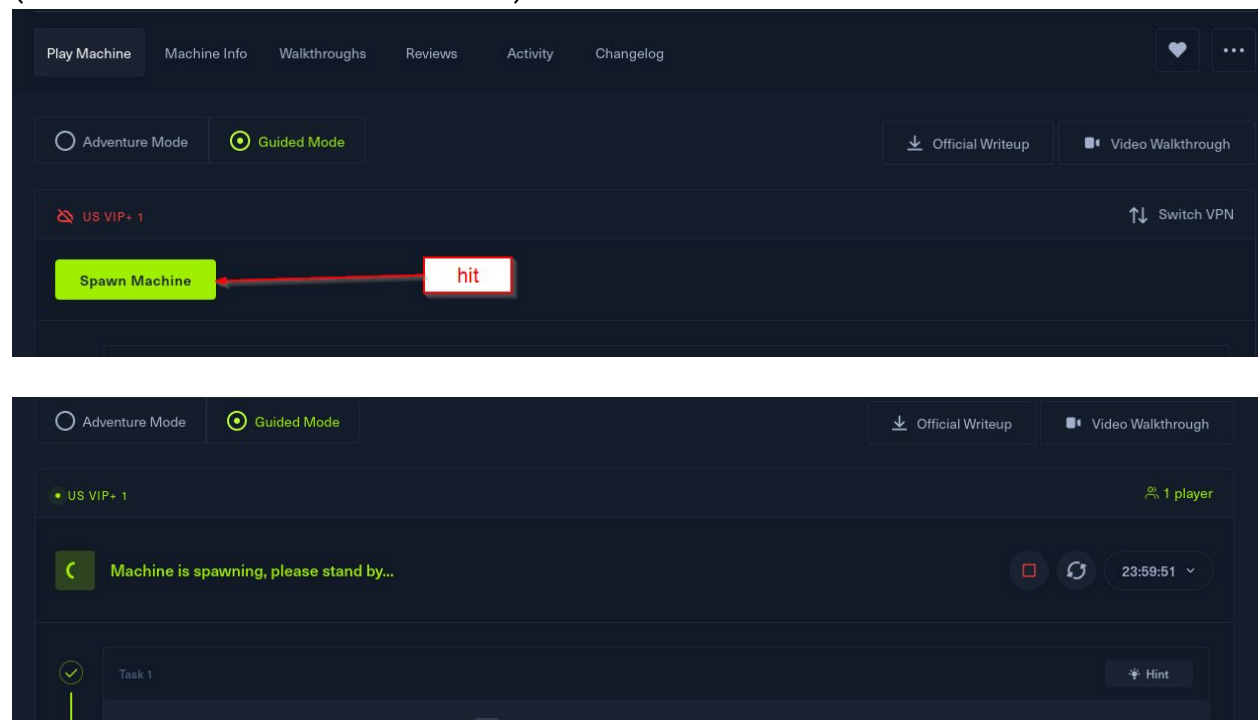 Play Machine Machine Info Walkthroughs Reviews Activity Changelog
Adventure Mode Guided Mode Official Writeup Video Walkthrough
US VIP+ 1 Switch VPN
Spawn Machine hit
Adventure Mode Guided Mode Official Writeup Video Walkthrough
US VIP+ 1 1 player
Machine is spawning, please stand by... 23:59:51
Task 1 Hint